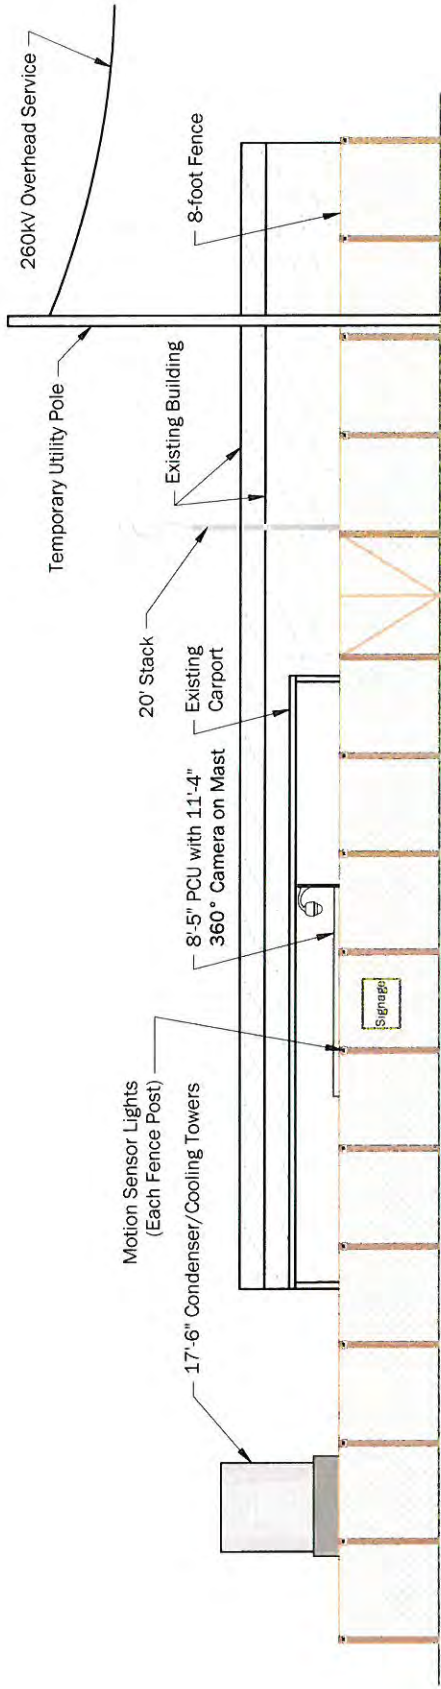 260kV Overhead Service
Temporary Utility Pole
8-foot Fence
Existing Building
20' Stack
Existing
Carport
8'-5" PCU with 11'-4"
360° Camera on Mast
Motion Sensor Lights
(Each Fence Post)
17'-6" Condenser/Cooling Towers
Signage